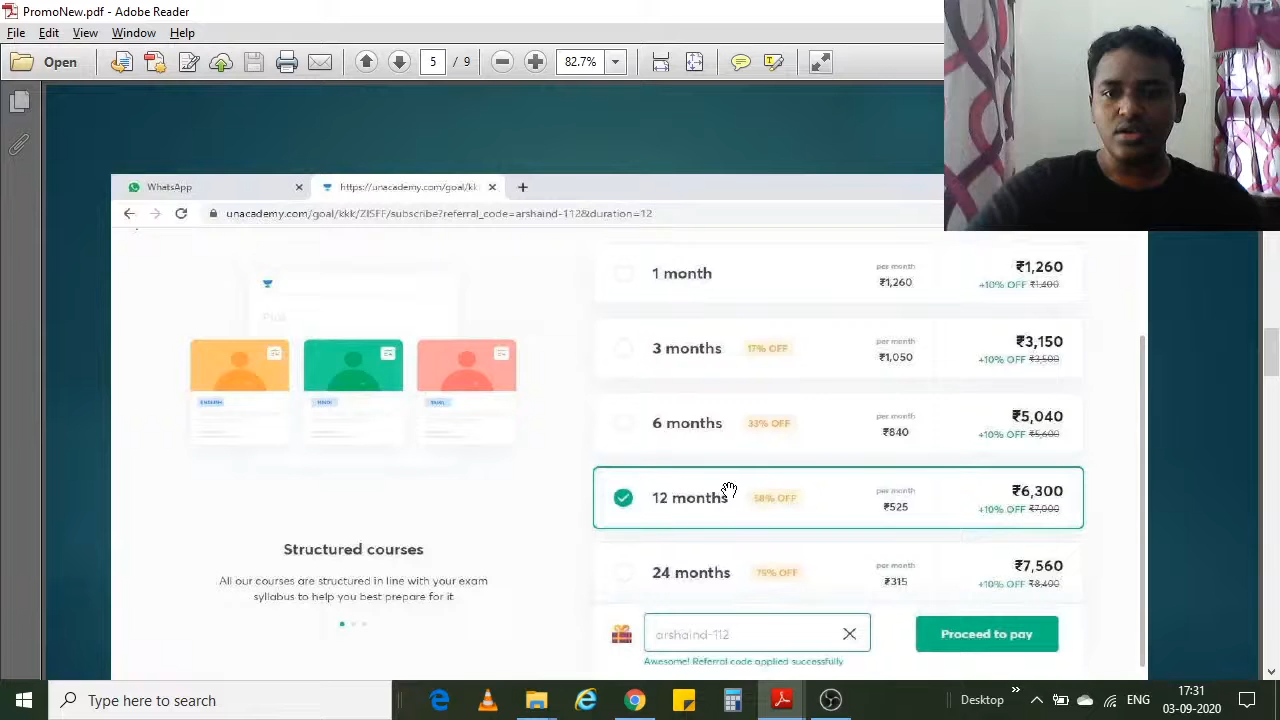 PromoNew.pdf - Adobe Reader
File Edit View Window Help
Open 5 / 9 82.7%
WhatsApp https://unacademy.com/goal/kk
unacademy.com/goal/kkk/ZISFF/subscribe?referral_code=arshaind-112&duration=12
1 month per month ₹1,260 ₹1,260 +10% OFF ₹1,400
3 months 17% OFF per month ₹1,050 ₹3,150 +10% OFF ₹3,500
6 months 33% OFF per month ₹840 ₹5,040 +10% OFF ₹5,600
12 months 58% OFF per month ₹525 ₹6,300 +10% OFF ₹7,000
24 months 75% OFF per month ₹315 ₹7,560 +10% OFF ₹8,400
Plus
Structured courses
All our courses are structured in line with your exam
syllabus to help you best prepare for it
arshaind-112
Proceed to pay
Awesome! Referral code applied successfully
Type here to search
Desktop
ENG
17:31
03-09-2020